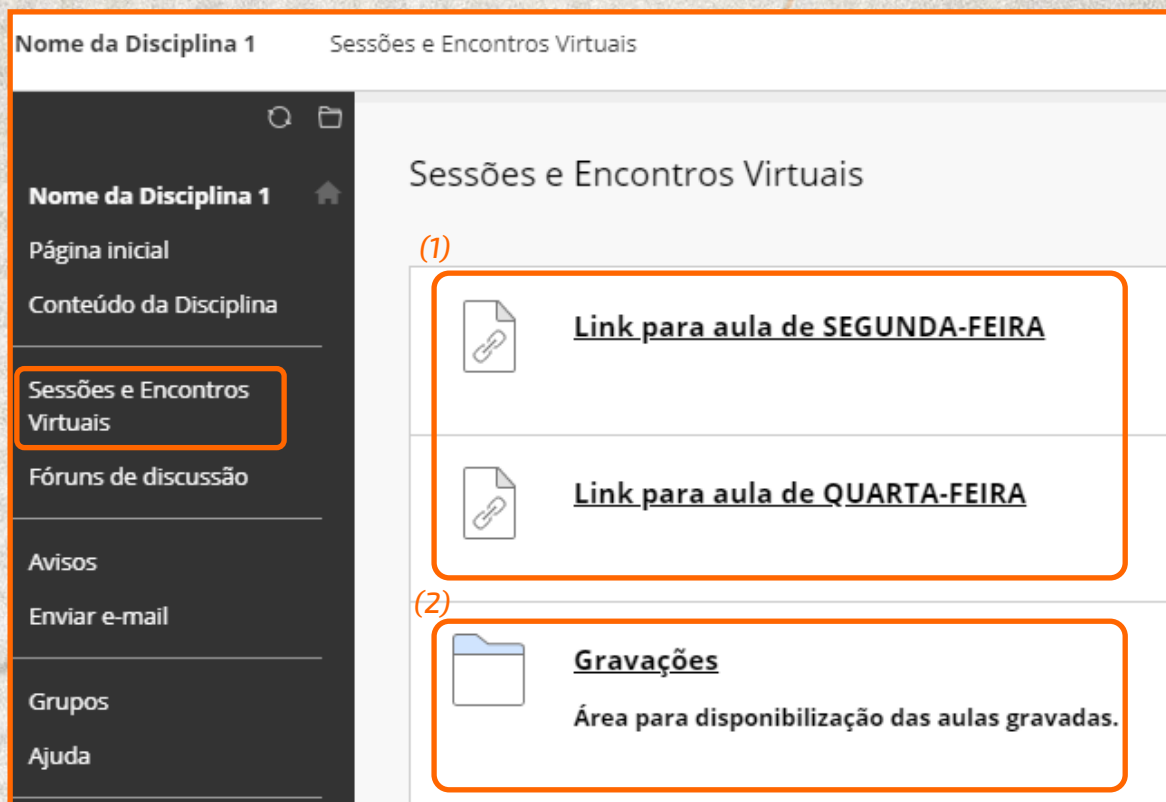 Nome da Disciplina 1
Sessões e Encontros Virtuais
Nome da Disciplina 1
Página inicial
Conteúdo da Disciplina
Sessões e Encontros
Virtuais
Fóruns de discussão
Avisos
Enviar e-mail
Grupos
Ajuda
Sessões e Encontros Virtuais
(1)
Link para aula de SEGUNDA-FEIRA
Link para aula de QUARTA-FEIRA
(2)
Gravações
Área para disponibilização das aulas gravadas.